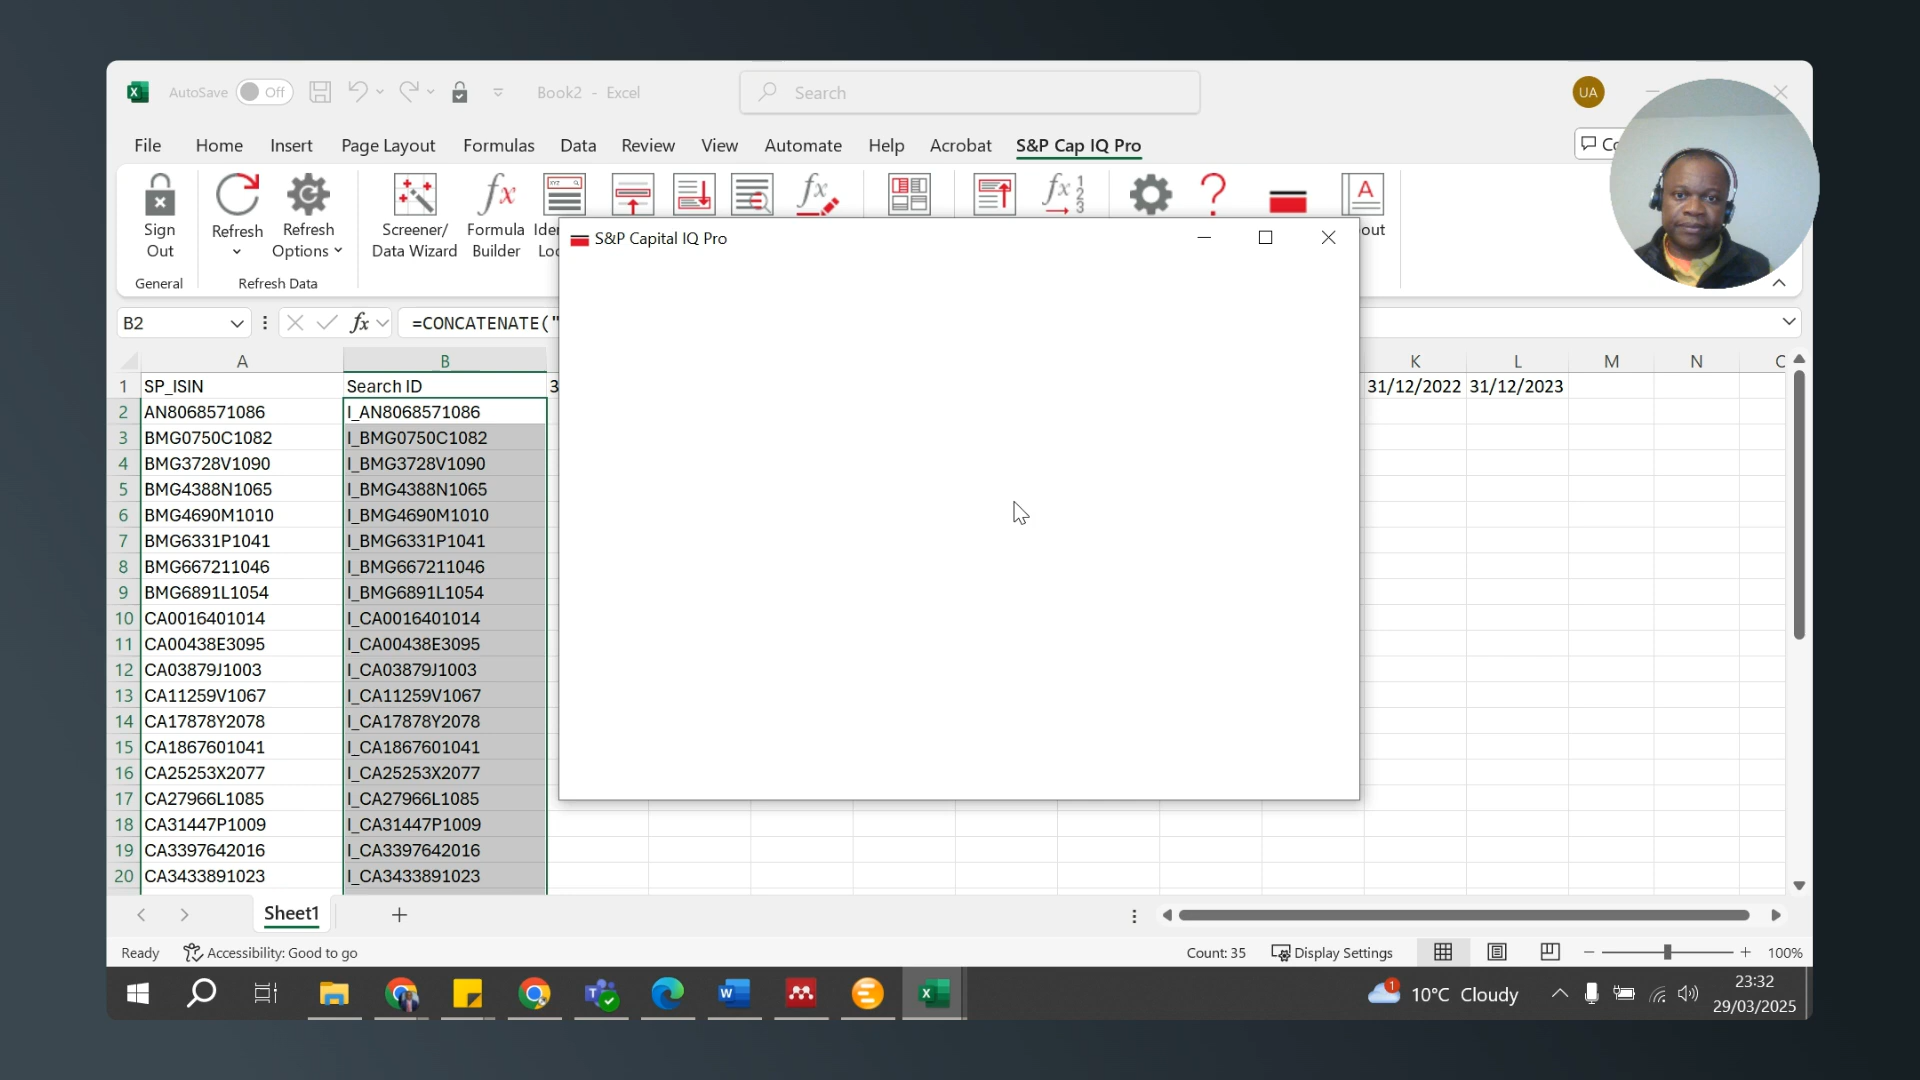 AutoSave Off Book2 - Excel Search UA
File Home Insert Page Layout Formulas Data Review View Automate Help Acrobat S&P Cap IQ Pro
Sign Out
General
Refresh
Refresh Options
Refresh Data
Screener/ Data Wizard
Formula Builder
S&P Capital IQ Pro
B2 fx =CONCATENATE("
A B K L M N
1 SP_ISIN Search ID 31/12/2022 31/12/2023
2 AN8068571086 I_AN8068571086
3 BMG0750C1082 I_BMG0750C1082
4 BMG3728V1090 I_BMG3728V1090
5 BMG4388N1065 I_BMG4388N1065
6 BMG4690M1010 I_BMG4690M1010
7 BMG6331P1041 I_BMG6331P1041
8 BMG667211046 I_BMG667211046
9 BMG6891L1054 I_BMG6891L1054
10 CA0016401014 I_CA0016401014
11 CA00438E3095 I_CA00438E3095
12 CA03879J1003 I_CA03879J1003
13 CA11259V1067 I_CA11259V1067
14 CA17878Y2078 I_CA17878Y2078
15 CA1867601041 I_CA1867601041
16 CA25253X2077 I_CA25253X2077
17 CA27966L1085 I_CA27966L1085
18 CA31447P1009 I_CA31447P1009
19 CA3397642016 I_CA3397642016
20 CA3433891023 I_CA3433891023
Sheet1
Ready Accessibility: Good to go Count: 35 Display Settings 100%
10°C Cloudy 23:32
29/03/2025